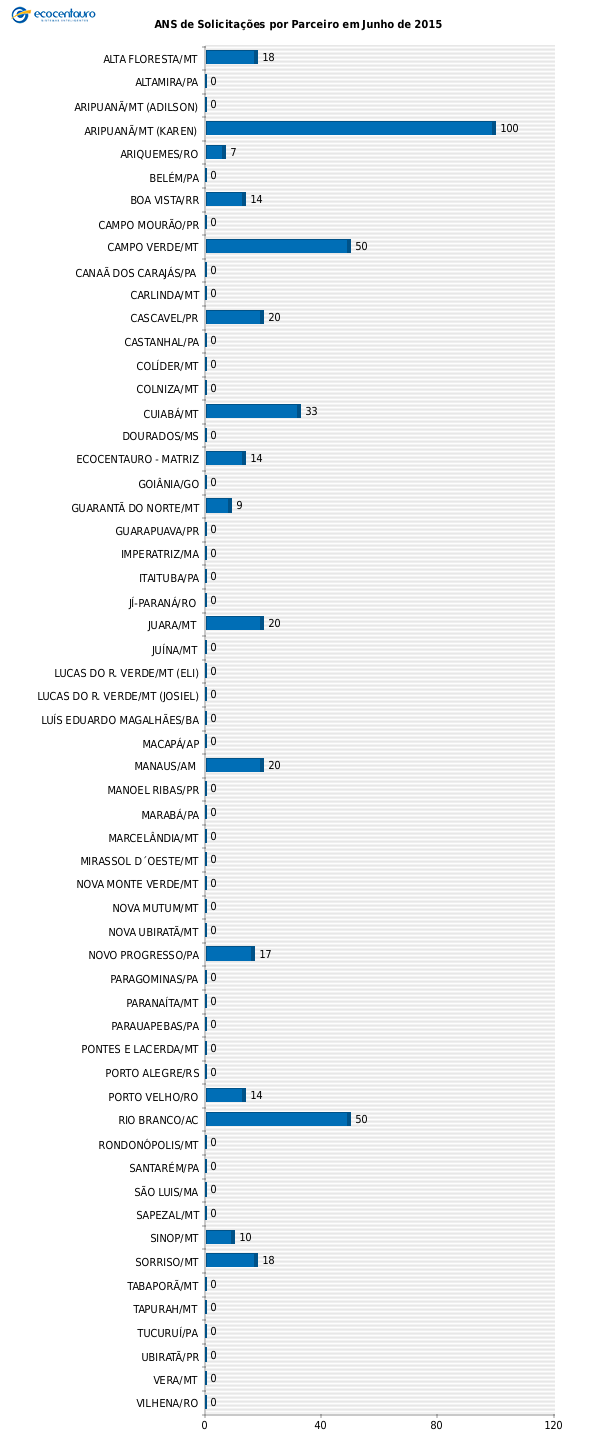 ecocentauro
ANS de Solicitações por Parceiro em Junho de 2015
ALTA FLORESTA/MT 18
ALTAMIRA/PA 0
ARIPUANÃ/MT (ADILSON) 0
ARIPUANÃ/MT (KAREN) 100
ARIQUEMES/RO 7
BELÉM/PA 0
BOA VISTA/RR 14
CAMPO MOURÃO/PR 0
CAMPO VERDE/MT 50
CANAÃ DOS CARAJÁS/PA 0
CARLINDA/MT 0
CASCAVEL/PR 20
CASTANHAL/PA 0
COLÍDER/MT 0
COLNIZA/MT 0
CUIABÁ/MT 33
DOURADOS/MS 0
ECOCENTAURO - MATRIZ 14
GOIÂNIA/GO 0
GUARANTÃ DO NORTE/MT 9
GUARAPUAVA/PR 0
IMPERATRIZ/MA 0
ITAITUBA/PA 0
JÍ-PARANÁ/RO 0
JUARA/MT 20
JUÍNA/MT 0
LUCAS DO R. VERDE/MT (ELI) 0
LUCAS DO R. VERDE/MT (JOSIEL) 0
LUÍS EDUARDO MAGALHÃES/BA 0
MACAPÁ/AP 0
MANAUS/AM 20
MANOEL RIBAS/PR 0
MARABÁ/PA 0
MARCELÂNDIA/MT 0
MIRASSOL D´OESTE/MT 0
NOVA MONTE VERDE/MT 0
NOVA MUTUM/MT 0
NOVA UBIRATÃ/MT 0
NOVO PROGRESSO/PA 17
PARAGOMINAS/PA 0
PARANAÍTA/MT 0
PARAUAPEBAS/PA 0
PONTES E LACERDA/MT 0
PORTO ALEGRE/RS 0
PORTO VELHO/RO 14
RIO BRANCO/AC 50
RONDONÓPOLIS/MT 0
SANTARÉM/PA 0
SÃO LUIS/MA 0
SAPEZAL/MT 0
SINOP/MT 10
SORRISO/MT 18
TABAPORÃ/MT 0
TAPURAH/MT 0
TUCURUÍ/PA 0
UBIRATÃ/PR 0
VERA/MT 0
VILHENA/RO 0
0 40 80 120